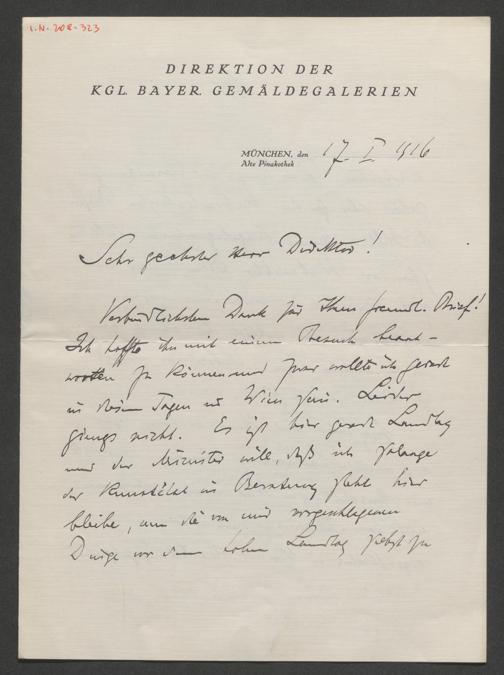 I.N. 208.323
DIREKTION DER
KGL. BAYER. GEMÄLDEGALERIEN
MÜNCHEN, den 17. I 1916
Alte Pinakothek
Sehr geehrter Herr Direktor!
Verbindlichsten Dank für Ihren freundl. Brief!
Ich hoffte ihn mit einem Besuch beant-
worten zu können und zwar wollte ich gerade
in diesen Tagen in Wien sein. Leider
gings nicht. Es ist hier gerade Landtag
und der Minister will, daß ich solange
der Kunstetat in Beratung steht hier
bleibe, um die von mir vorgeschlagenen
Dinge vor dem hohen Landtag selbst zu